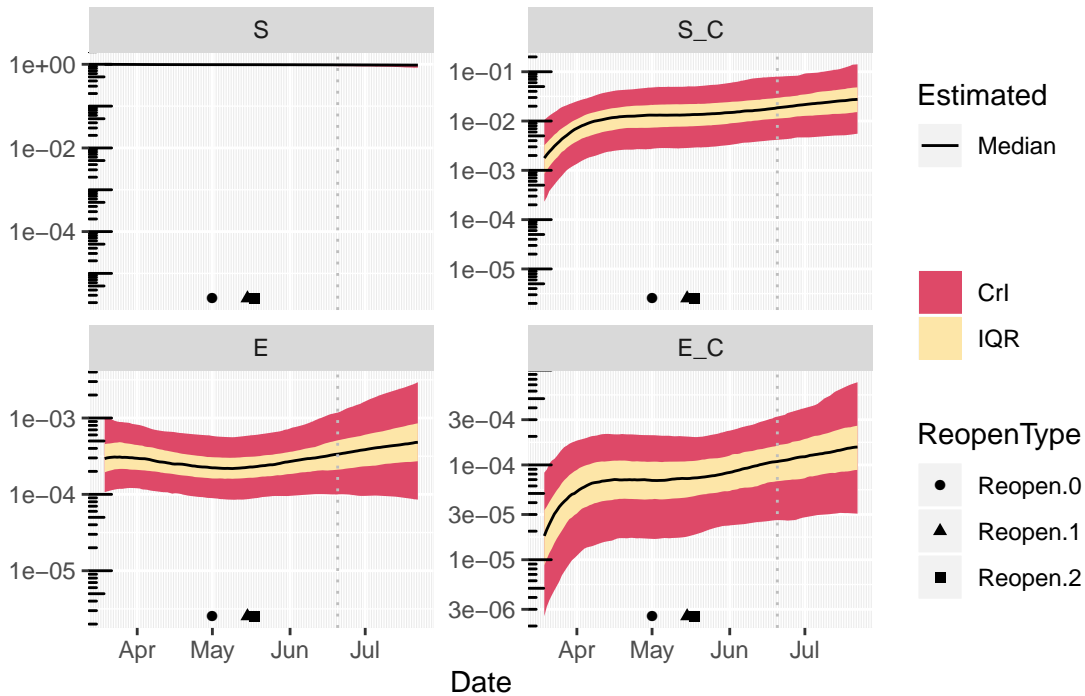 S
S_C
1e+00
1e−02
1e−04
1e−01
1e−02
1e−03
1e−04
1e−05
E
E_C
1e−03
1e−04
1e−05
3e−04
1e−04
3e−05
1e−05
3e−06
Apr May Jun Jul
Apr May Jun Jul
Date
Estimated
Median
CrI
IQR
ReopenType
Reopen.0
Reopen.1
Reopen.2